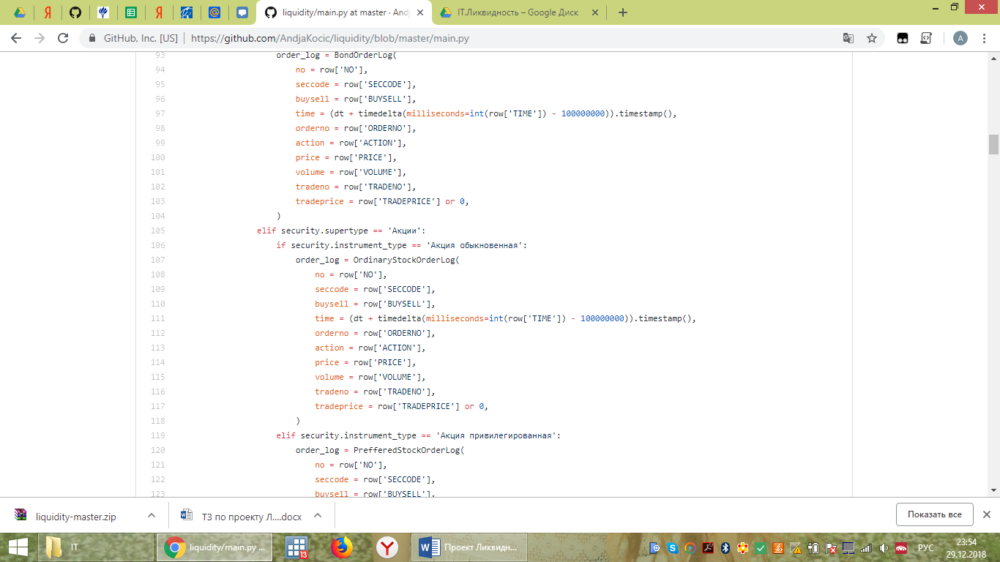 liquidity/main.py at master · Andj
IT.Ликвидность – Google Диск
GitHub, Inc. [US]
https://github.com/AndjaKocic/liquidity/blob/master/main.py
A
93 order_log = BondOrderLog(
94 no = row['NO'],
95 seccode = row['SECCODE'],
96 buysell = row['BUYSELL'],
97 time = (dt + timedelta(milliseconds=int(row['TIME']) - 100000000)).timestamp(),
98 orderno = row['ORDERNO'],
99 action = row['ACTION'],
100 price = row['PRICE'],
101 volume = row['VOLUME'],
102 tradeno = row['TRADENO'],
103 tradeprice = row['TRADEPRICE'] or 0,
104 )
105 elif security.supertype == 'Акции':
106 if security.instrument_type == 'Акция обыкновенная':
107 order_log = OrdinaryStockOrderLog(
108 no = row['NO'],
109 seccode = row['SECCODE'],
110 buysell = row['BUYSELL'],
111 time = (dt + timedelta(milliseconds=int(row['TIME']) - 100000000)).timestamp(),
112 orderno = row['ORDERNO'],
113 action = row['ACTION'],
114 price = row['PRICE'],
115 volume = row['VOLUME'],
116 tradeno = row['TRADENO'],
117 tradeprice = row['TRADEPRICE'] or 0,
118 )
119 elif security.instrument_type == 'Акция привилегированная':
120 order_log = PrefferedStockOrderLog(
121 no = row['NO'],
122 seccode = row['SECCODE'],
123 buysell = row['BUYSELL'],
liquidity-master.zip
ТЗ по проекту Л....docx
Показать все
IT
liquidity/main.py ...
13
Проект Ликвидн...
РУС
23:54
29.12.2018